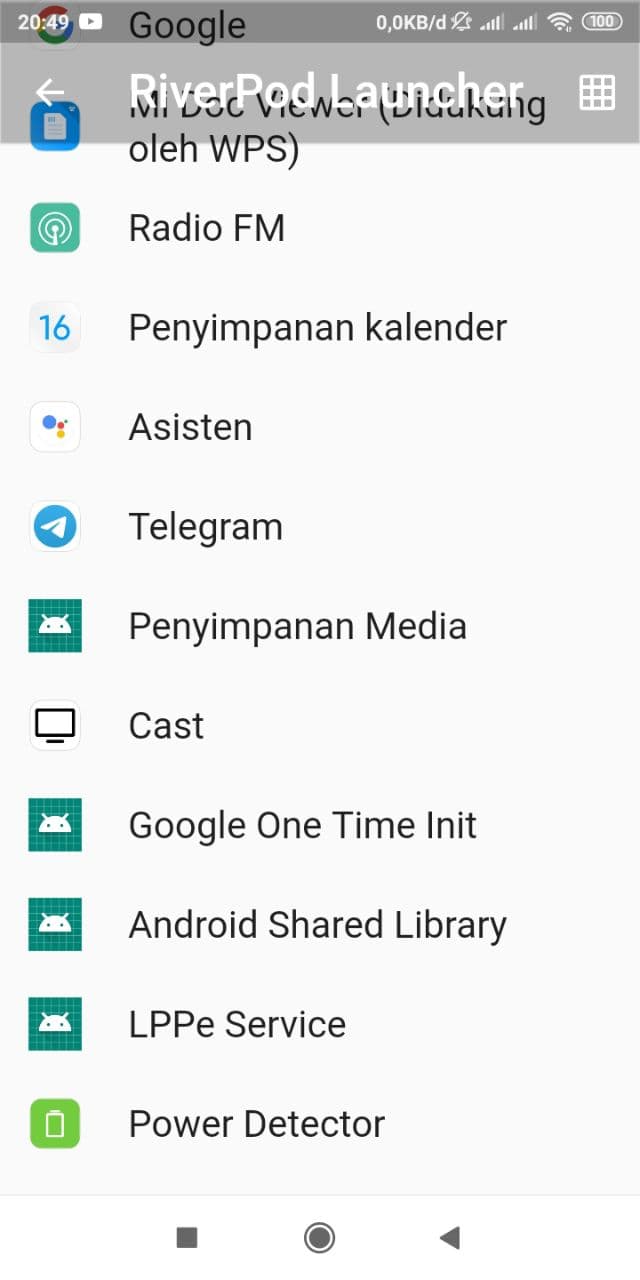 20:49
0,0KB/d
100
Google
RiverPod Launcher
Mi Doc Viewer (Didukung
oleh WPS)
Radio FM
16
Penyimpanan kalender
Asisten
Telegram
Penyimpanan Media
Cast
Google One Time Init
Android Shared Library
LPPe Service
Power Detector